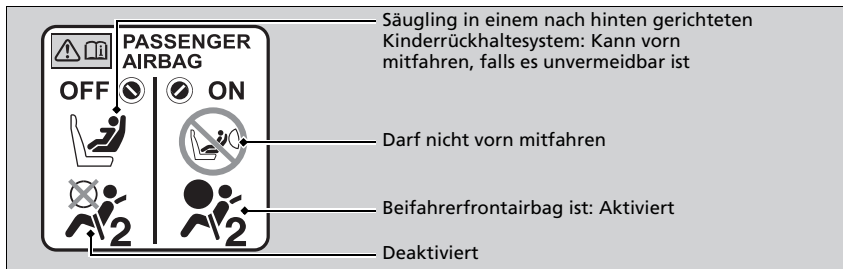 PASSENGER
AIRBAG
OFF
ON
2
2
Säugling in einem nach hinten gerichteten
Kinderrückhaltesystem: Kann vorn
mitfahren, falls es unvermeidbar ist
Darf nicht vorn mitfahren
Beifahrerfrontairbag ist: Aktiviert
Deaktiviert